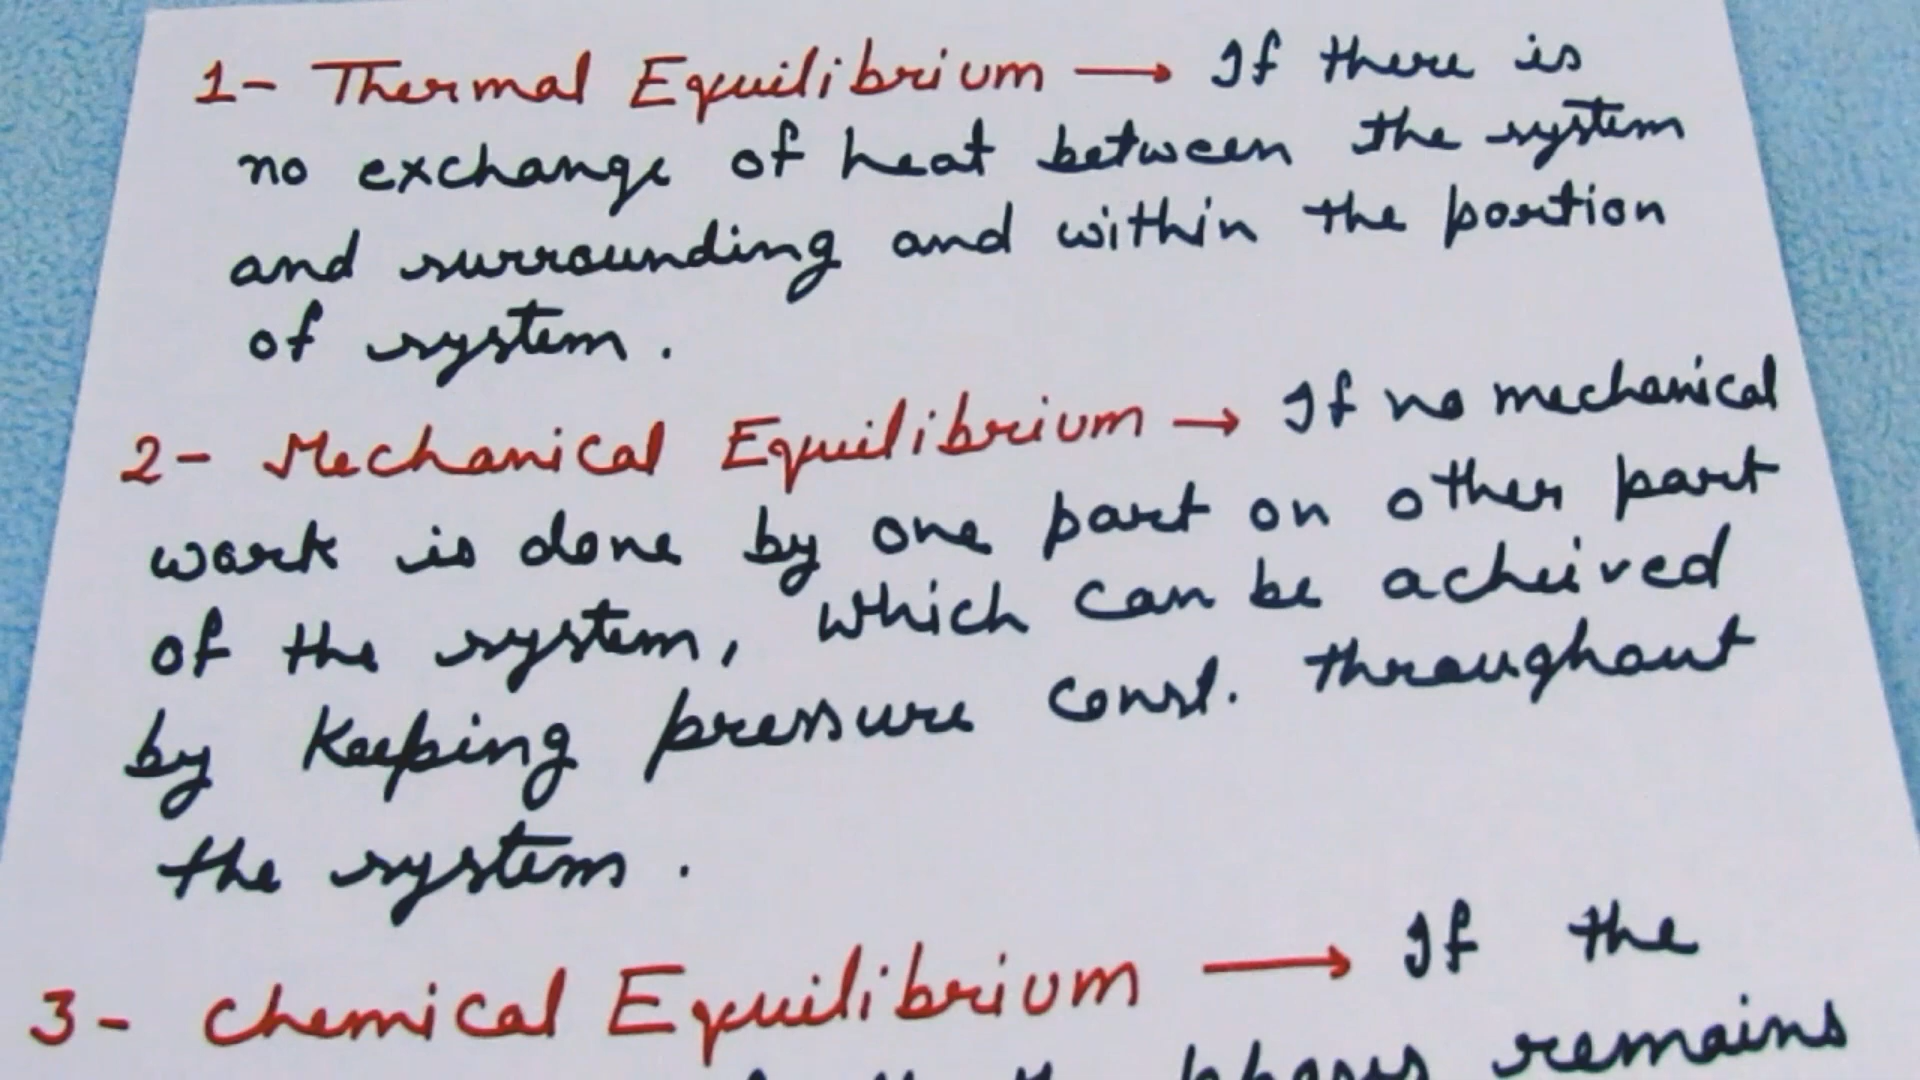 1- Thermal Equilibrium → If there is
no exchange of heat between the system
and surrounding and within the portion
of system.
2- Mechanical Equilibrium → If no mechanical
work is done by one part on other part
of the system, which can be acheived
by keeping pressure const. throughout
the system.
3- Chemical Equilibrium → If the
phases remains